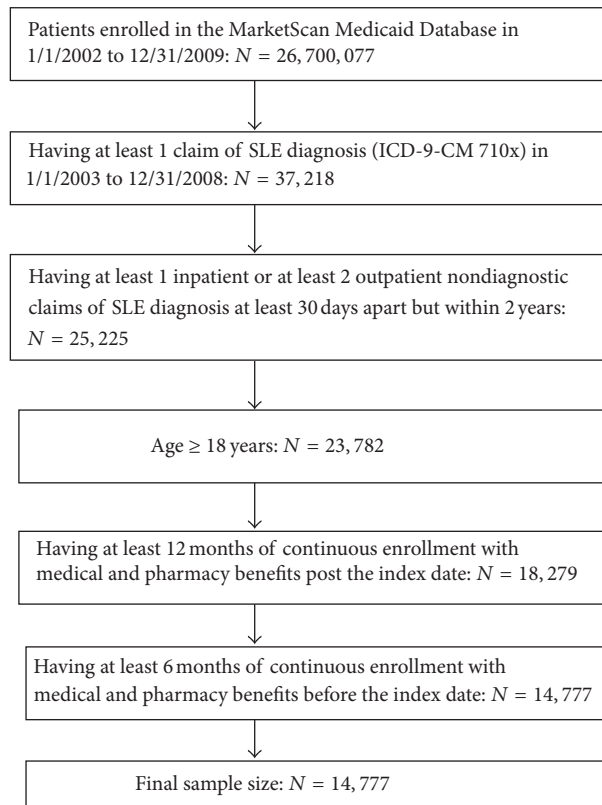 Patients enrolled in the MarketScan Medicaid Database in
1/1/2002 to 12/31/2009: N = 26,700,077
Having at least 1 claim of SLE diagnosis (ICD-9-CM 710x) in
1/1/2003 to 12/31/2008: N = 37,218
Having at least 1 inpatient or at least 2 outpatient nondiagnostic
claims of SLE diagnosis at least 30 days apart but within 2 years:
N = 25,225
Age ≥ 18 years: N = 23,782
Having at least 12 months of continuous enrollment with
medical and pharmacy benefits post the index date: N = 18,279
Having at least 6 months of continuous enrollment with
medical and pharmacy benefits before the index date: N = 14,777
Final sample size: N = 14,777